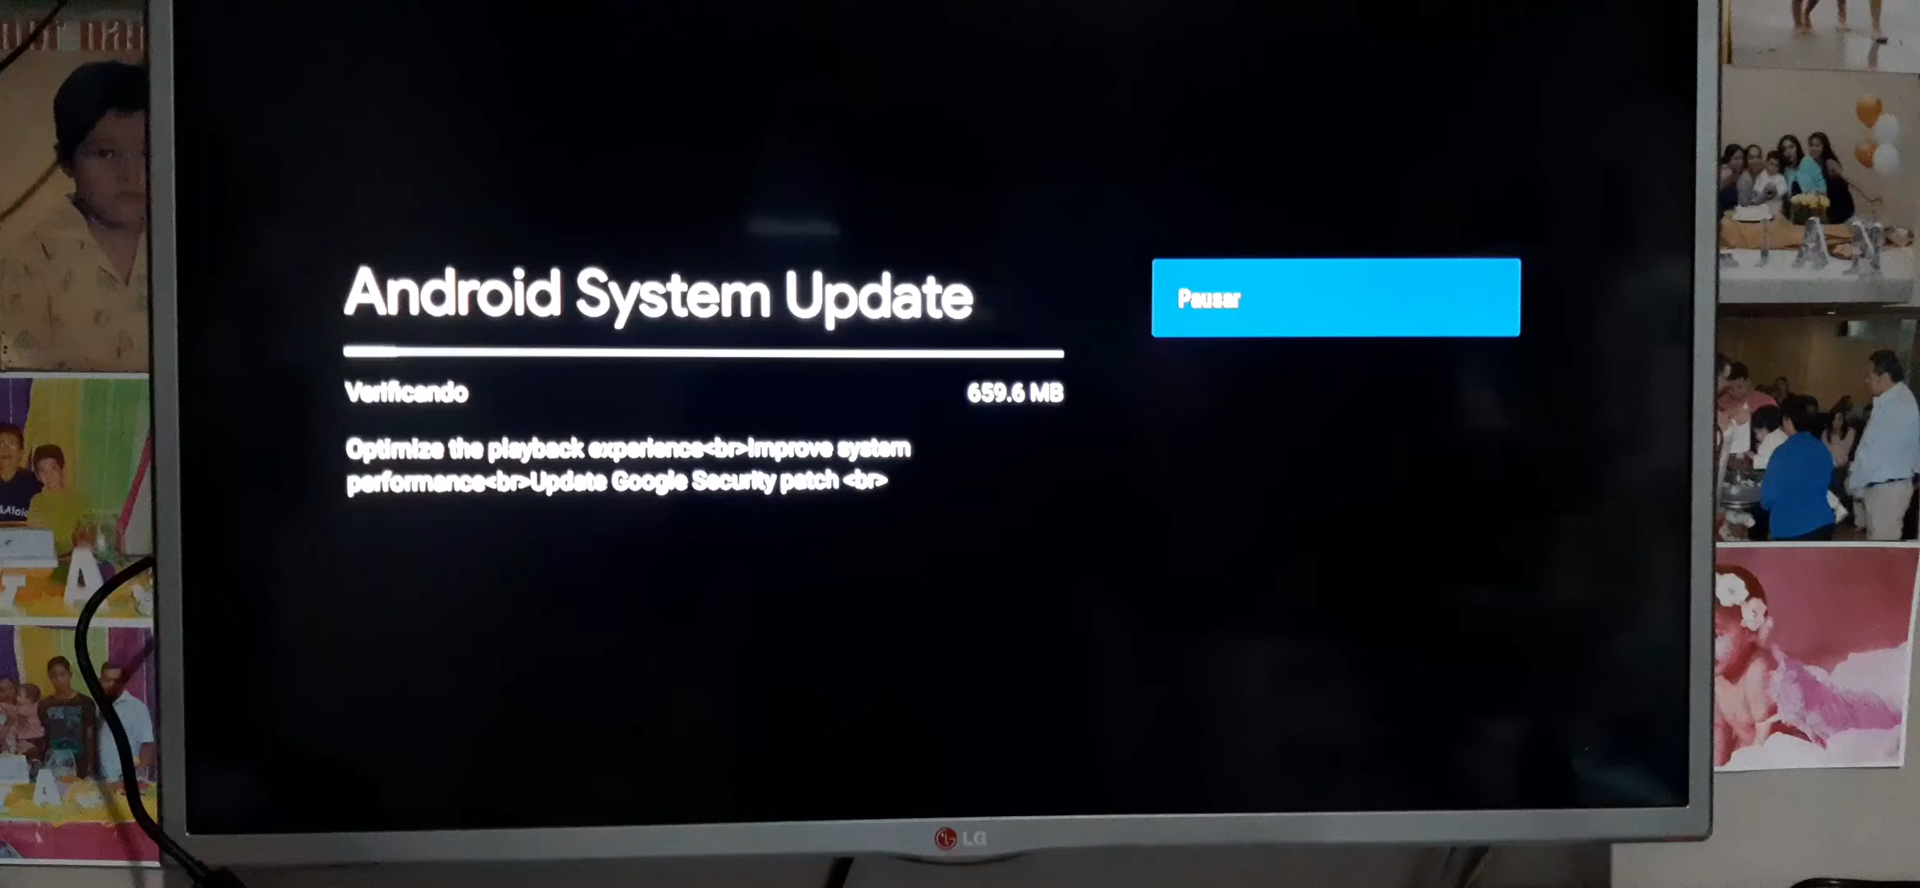 Android System Update
Pausar
Verificando
659.6 MB
Optimize the playback experience<br>Improve system
performance<br>Update Google Security patch <br>
LG